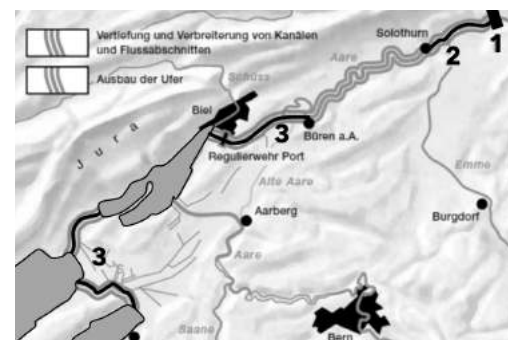 Vertiefung und Verbreiterung von Kanälen
und Flussabschnitten
Ausbau der Ufer
Solothurn
1
2
Aare
Schüss
Biel
3
Büren a.A.
Regulierwehr Port
Jura
Alte Aare
Emme
Aarberg
Burgdorf
Aare
3
Saane
Bern